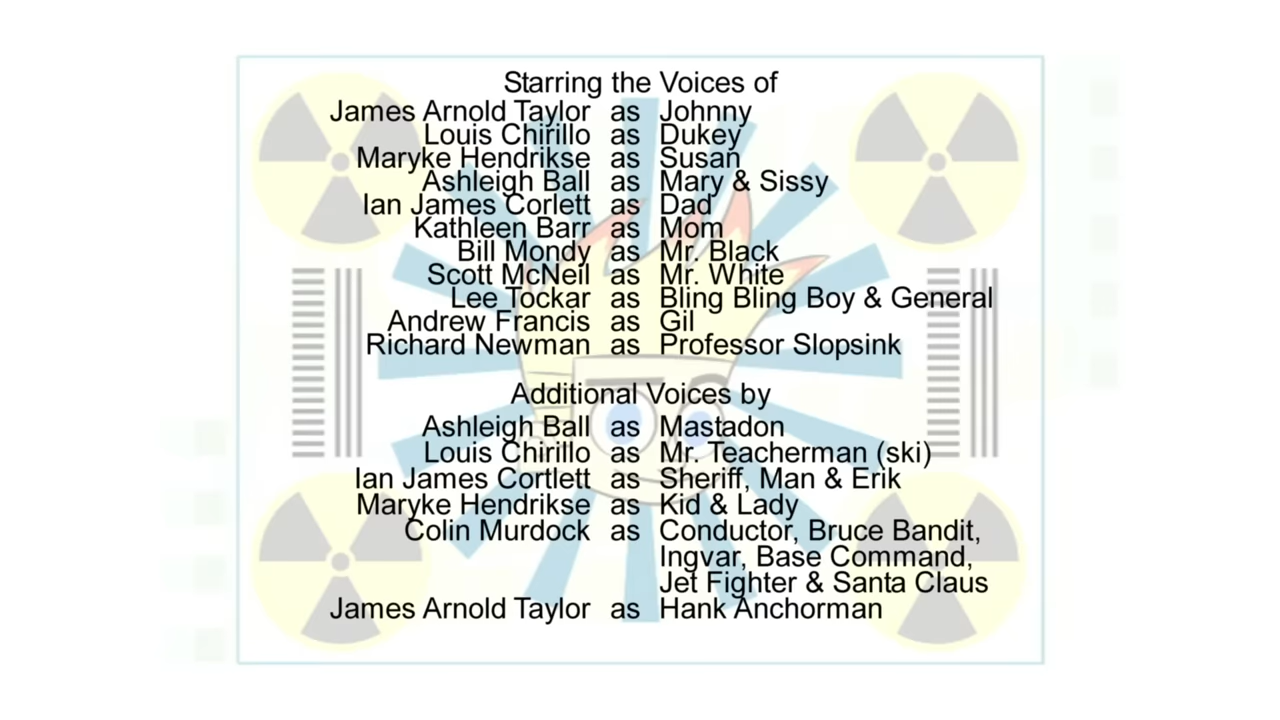 Starring the Voices of
James Arnold Taylor as Johnny
Louis Chirillo as Dukey
Maryke Hendrikse as Susan
Ashleigh Ball as Mary & Sissy
Ian James Corlett as Dad
Kathleen Barr as Mom
Bill Mondy as Mr. Black
Scott McNeil as Mr. White
Lee Tockar as Bling Bling Boy & General
Andrew Francis as Gil
Richard Newman as Professor Slopsink
Additional Voices by
Ashleigh Ball as Mastadon
Louis Chirillo as Mr. Teacherman (ski)
Ian James Cortlett as Sheriff, Man & Erik
Maryke Hendrikse as Kid & Lady
Colin Murdock as Conductor, Bruce Bandit,
Ingvar, Base Command,
Jet Fighter & Santa Claus
James Arnold Taylor as Hank Anchorman